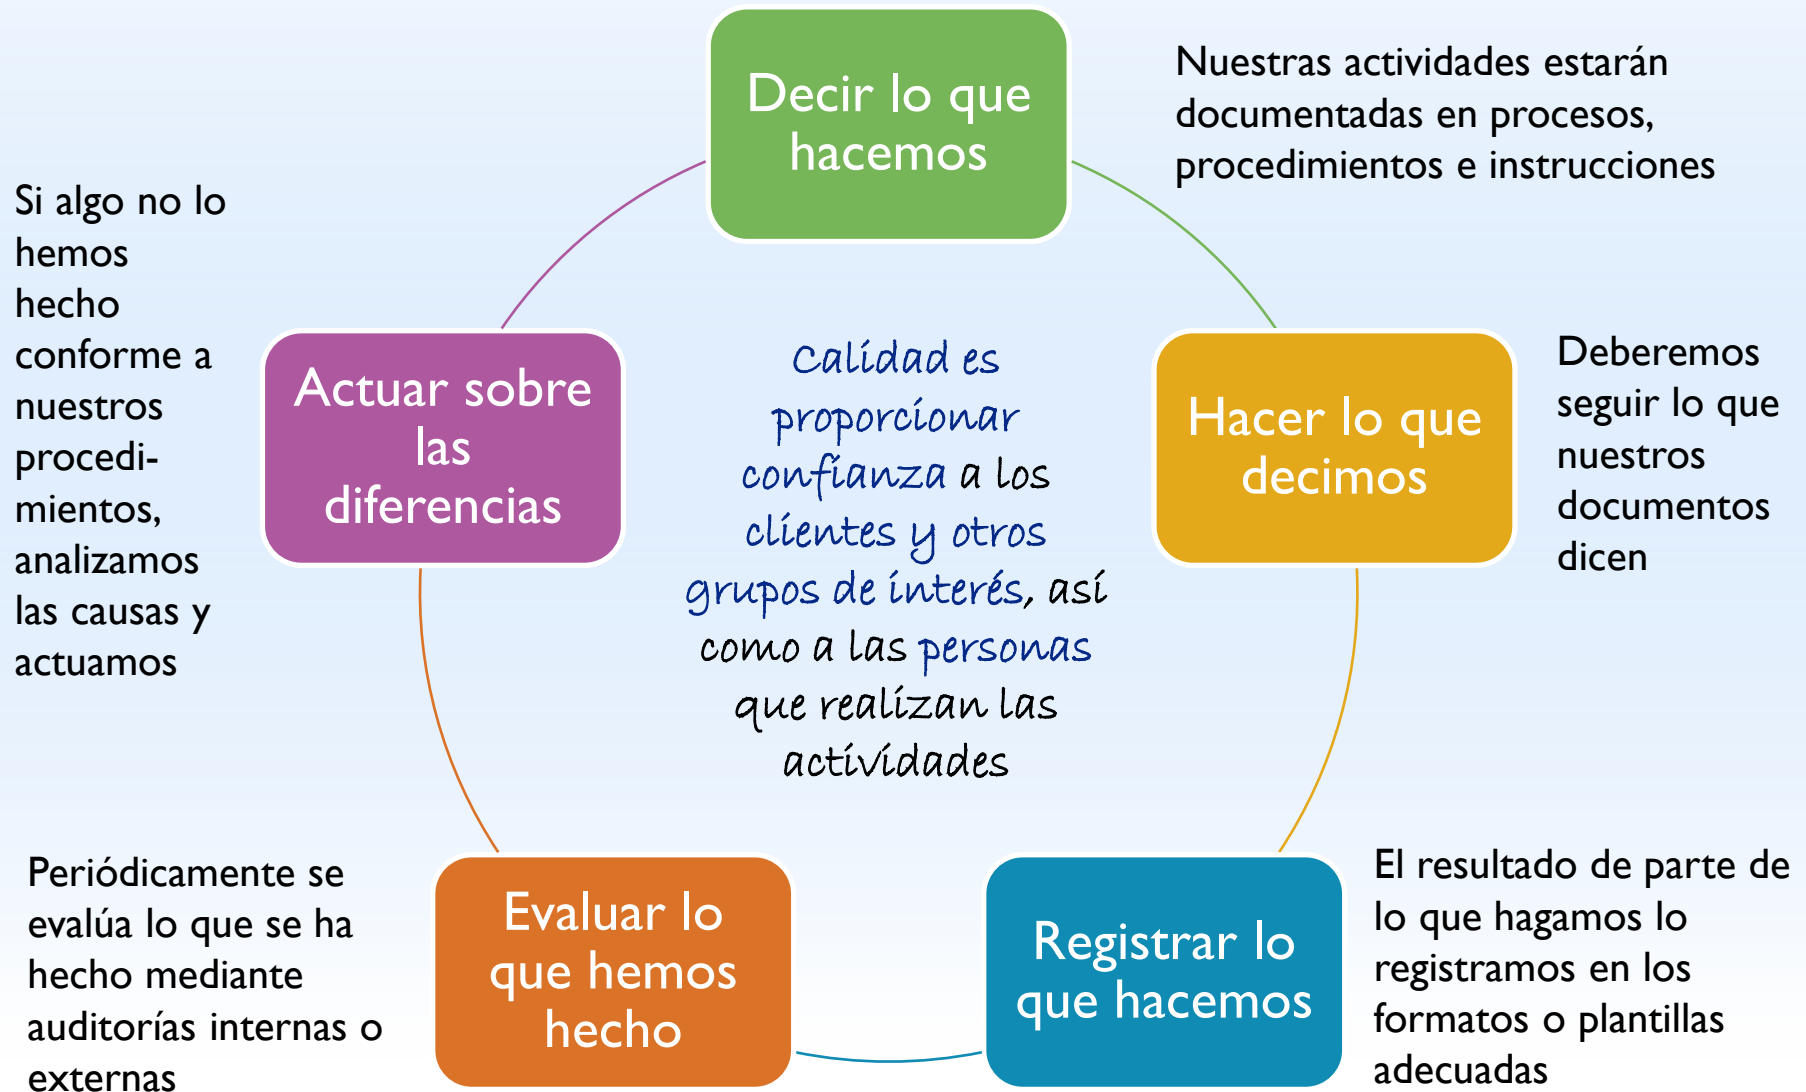 Decir lo que
hacemos
Nuestras actividades estarán
documentadas en procesos,
procedimientos e instrucciones
Hacer lo que
decimos
Deberemos
seguir lo que
nuestros
documentos
dicen
Registrar lo
que hacemos
El resultado de parte de
lo que hagamos lo
registramos en los
formatos o plantillas
adecuadas
Evaluar lo
que hemos
hecho
Periódicamente se
evalúa lo que se ha
hecho mediante
auditorías internas o
externas
Actuar sobre
las
diferencias
Si algo no lo
hemos
hecho
conforme a
nuestros
procedi-
mientos,
analizamos
las causas y
actuamos
Calidad es
proporcionar
confianza a los
clientes y otros
grupos de interés, así
como a las personas
que realizan las
actividades